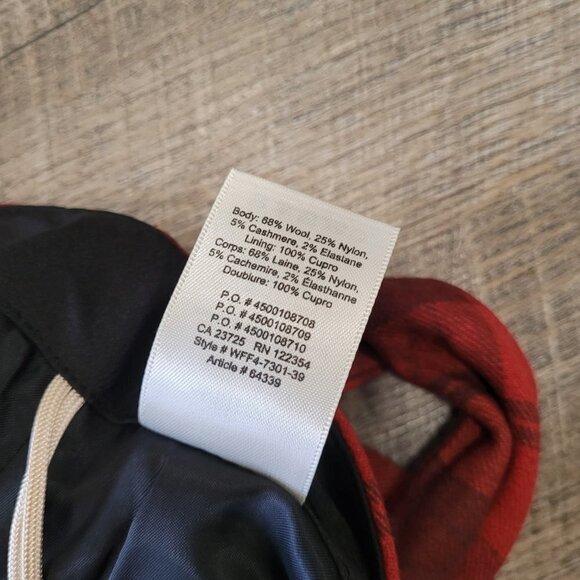 Body: 68% Wool, 25% Nylon,
5% Cashmere, 2% Elastane
Lining: 100% Cupro
Corps: 68% Laine, 25% Nylon,
5% Cachemire, 2% Élasthanne
Doublure: 100% Cupro
P.O. # 4500108708
P.O. # 4500108709
P.O. # 4500108710
CA 23725 RN 122354
Style # WFF4-7301-39
Article # 64339